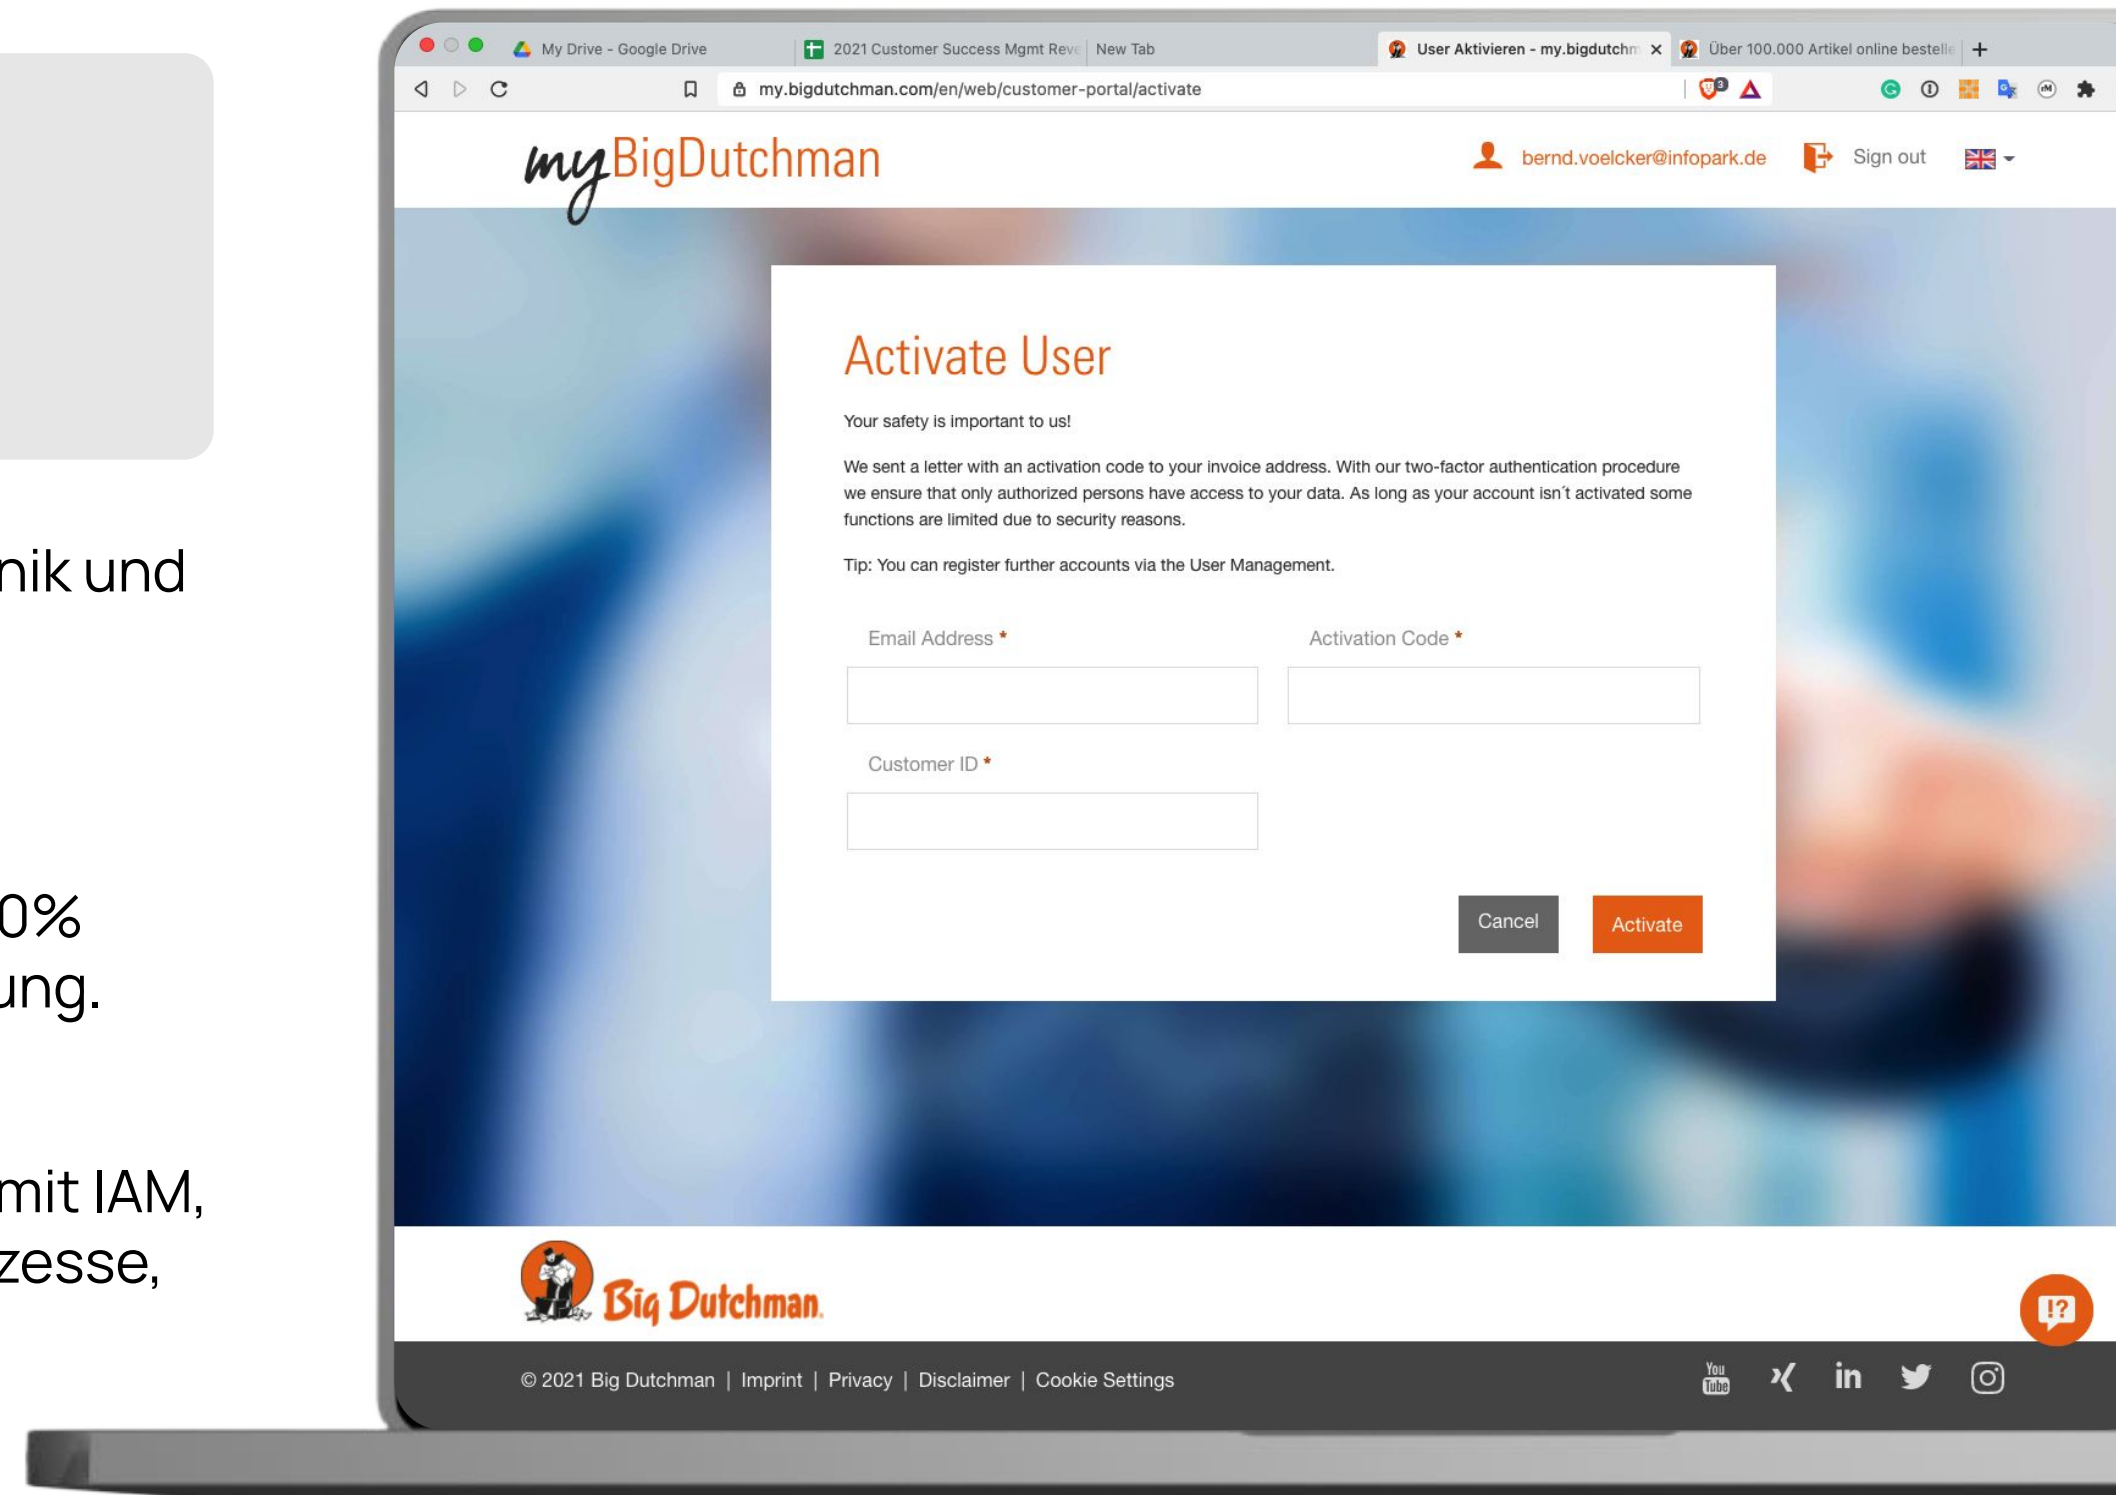 nik und
0%
ung.
mit IAM,
zesse,
My Drive - Google Drive
2021 Customer Success Mgmt Reve
New Tab
User Aktivieren - my.bigdutchm
Über 100.000 Artikel online bestelle
my.bigdutchman.com/en/web/customer-portal/activate
myBigDutchman
bernd.voelcker@infopark.de
Sign out
Activate User
Your safety is important to us!
We sent a letter with an activation code to your invoice address. With our two-factor authentication procedure
we ensure that only authorized persons have access to your data. As long as your account isn´t activated some
functions are limited due to security reasons.
Tip: You can register further accounts via the User Management.
Email Address *
Activation Code *
Customer ID *
Cancel
Activate
Big Dutchman.
!?
© 2021 Big Dutchman | Imprint | Privacy | Disclaimer | Cookie Settings
You
Tube
in